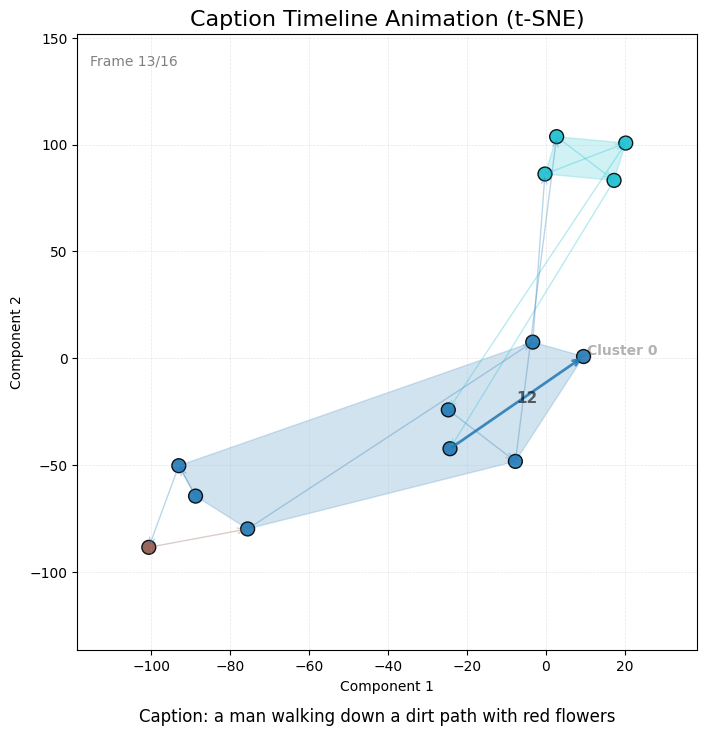 Caption Timeline Animation (t-SNE)
Frame 13/16
150
100
50
0
−50
−100
Component 2
Cluster 0
12
−100
−80
−60
−40
−20
0
20
Component 1
Caption: a man walking down a dirt path with red flowers